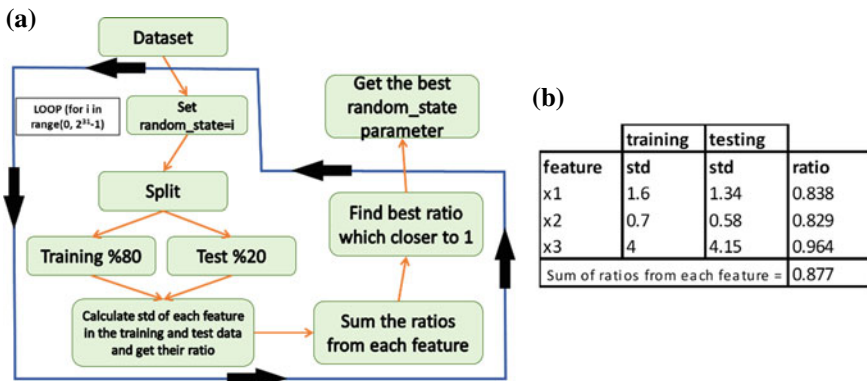 (a)
Dataset
LOOP (for i in
range(0, 2³¹-1)
Set
random_state=i
Split
Training %80
Test %20
Calculate std of each feature
in the training and test data
and get their ratio
Sum the ratios
from each feature
Find best ratio
which closer to 1
Get the best
random_state
parameter
(b)
training testing
feature std std ratio
x1 1.6 1.34 0.838
x2 0.7 0.58 0.829
x3 4 4.15 0.964
Sum of ratios from each feature = 0.877